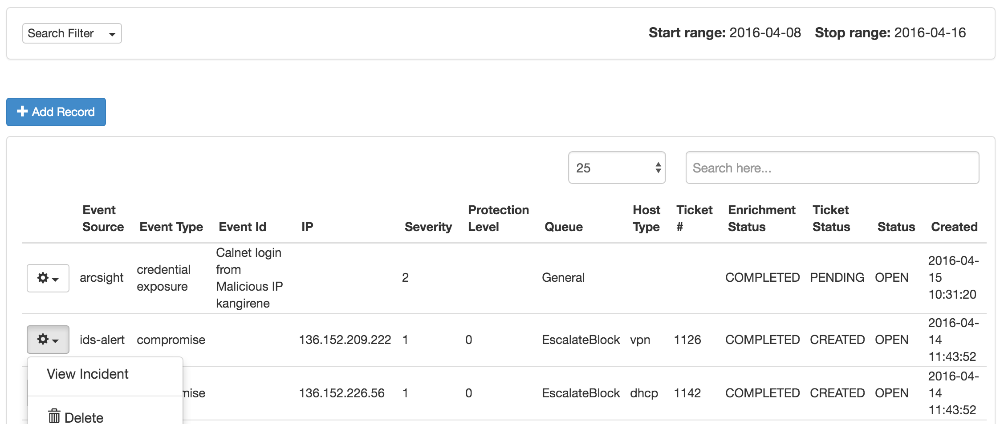 Search Filter
Start range: 2016-04-08 Stop range: 2016-04-16
Add Record
25
Search here...
Event Source
Event Type
Event Id
IP
Severity
Protection Level
Queue
Host Type
Ticket #
Enrichment Status
Ticket Status
Status
Created
arcsight
credential
exposure
Calnet login
from
Malicious IP
kangirene
2
General
COMPLETED
PENDING
OPEN
2016-04-
15
10:31:20
ids-alert
compromise
136.152.209.222
1
0
EscalateBlock
vpn
1126
COMPLETED
CREATED
OPEN
2016-04-
14
11:43:52
View Incident
mise
136.152.226.56
1
0
EscalateBlock
dhcp
1142
COMPLETED
CREATED
OPEN
2016-04-
14
11:43:52
Delete